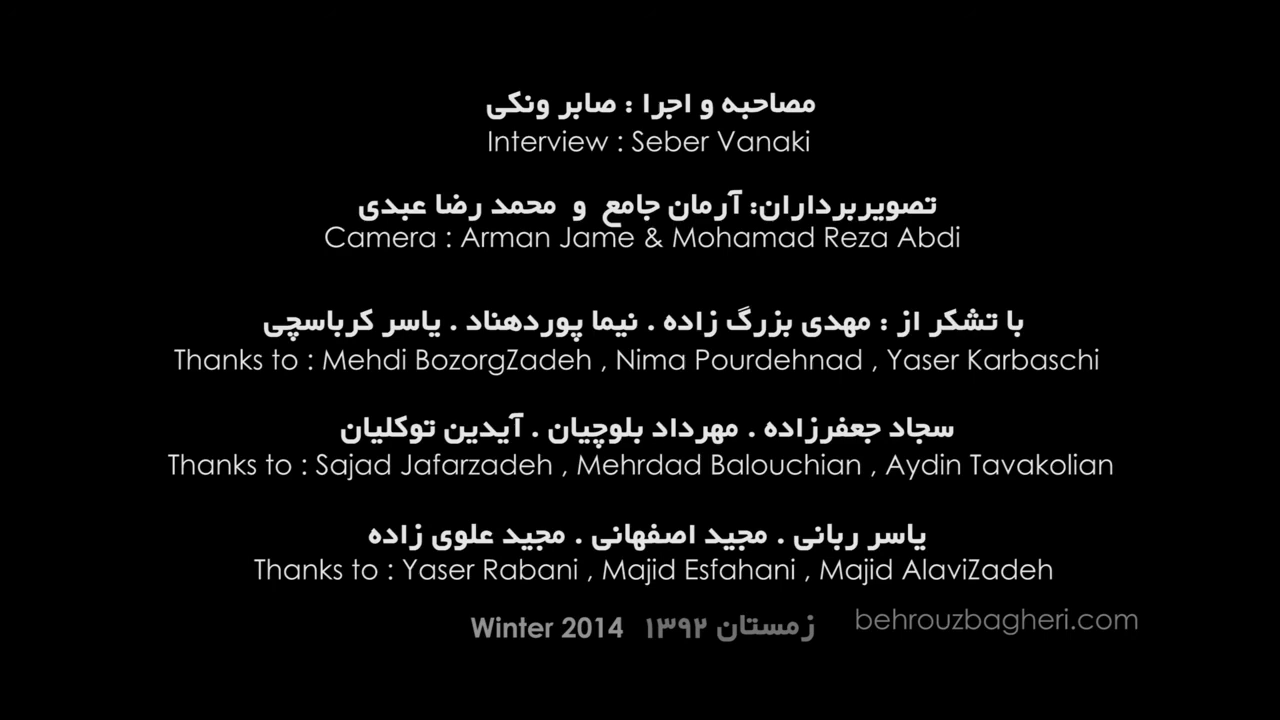 مصاحبه و اجرا : صابر ونکی
Interview : Seber Vanaki
تصویربرداران: آرمان جامع و محمد رضا عبدی
Camera : Arman Jame & Mohamad Reza Abdi
با تشکر از : مهدی بزرگ زاده . نیما پوردهناد . یاسر کرباسچی
Thanks to : Mehdi BozorgZadeh , Nima Pourdehnad , Yaser Karbaschi
سجاد جعفرزاده . مهرداد بلوچیان . آیدین توکلیان
Thanks to : Sajad Jafarzadeh , Mehrdad Balouchian , Aydin Tavakolian
یاسر ربانی . مجید اصفهانی . مجید علوی زاده
Thanks to : Yaser Rabani , Majid Esfahani , Majid AlaviZadeh
Winter 2014 زمستان ۱۳۹۲ behrouzbagheri.com